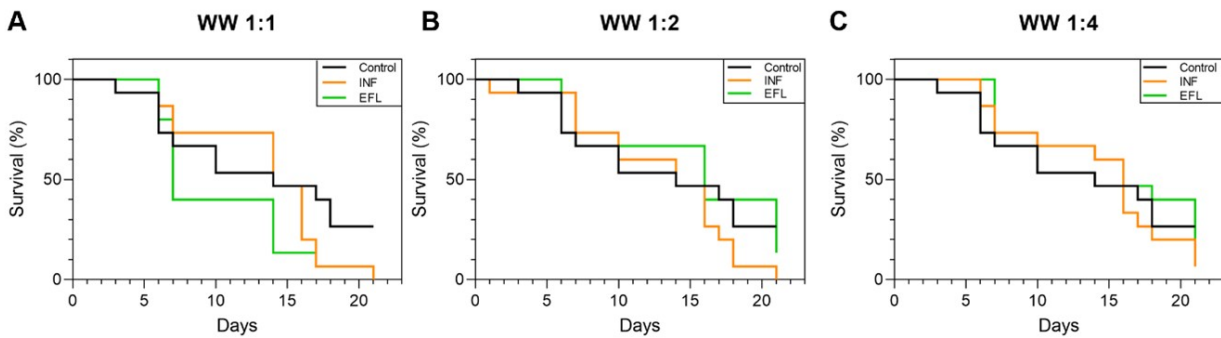 A
WW 1:1
Survival (%)
100
50
0
0 5 10 15 20
Days
Control
INF
EFL
B
WW 1:2
Survival (%)
100
50
0
0 5 10 15 20
Days
Control
INF
EFL
C
WW 1:4
Survival (%)
100
50
0
0 5 10 15 20
Days
Control
INF
EFL